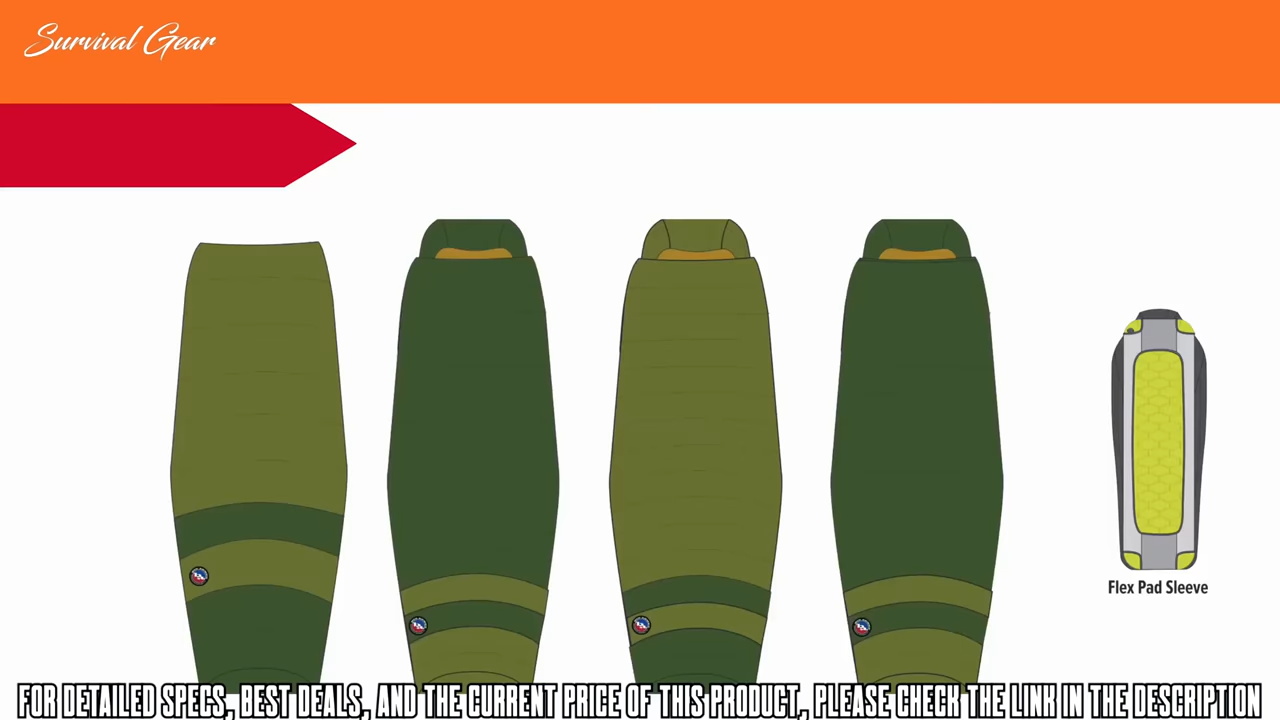 Survival Gear
Flex Pad Sleeve
FOR DETAILED SPECS, BEST DEALS, AND THE CURRENT PRICE OF THIS PRODUCT, PLEASE CHECK THE LINK IN THE DESCRIPTION